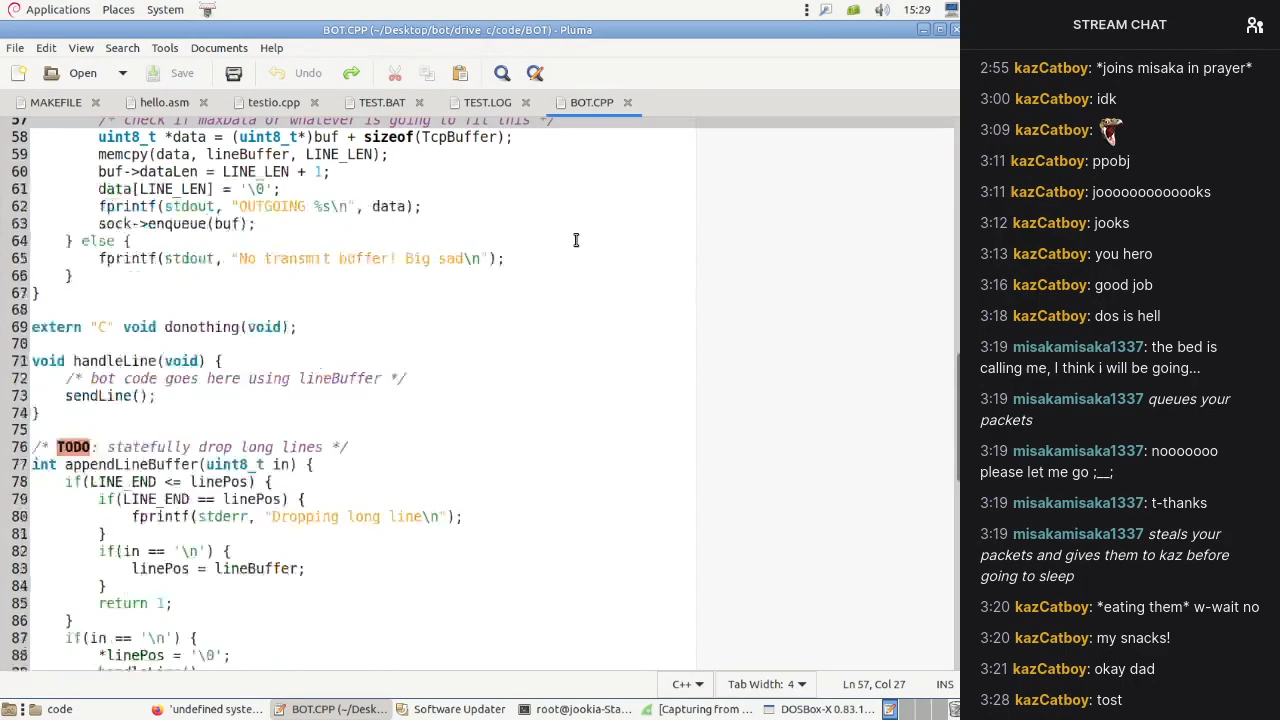 Applications Places System 15:29
BOT.CPP (~/Desktop/bot/drive_c/code/BOT) - Pluma
File Edit View Search Tools Documents Help
Open Save Undo
MAKEFILE hello.asm testio.cpp TEST.BAT TEST.LOG BOT.CPP
57 /* check if maxData or whatever is going to fit this */
58 uint8_t *data = (uint8_t*)buf + sizeof(TcpBuffer);
59 memcpy(data, lineBuffer, LINE_LEN);
60 buf->dataLen = LINE_LEN + 1;
61 data[LINE_LEN] = '\0';
62 fprintf(stdout, "OUTGOING %s\n", data);
63 sock->enqueue(buf);
64 } else {
65 fprintf(stdout, "No transmit buffer! Big sad\n");
66 }
67 }
68
69 extern "C" void donothing(void);
70
71 void handleLine(void) {
72 /* bot code goes here using lineBuffer */
73 sendLine();
74 }
75
76 /* TODO: statefully drop long lines */
77 int appendLineBuffer(uint8_t in) {
78 if(LINE_END <= linePos) {
79 if(LINE_END == linePos) {
80 fprintf(stderr, "Dropping long line\n");
81 }
82 if(in == '\n') {
83 linePos = lineBuffer;
84 }
85 return 1;
86 }
87 if(in == '\n') {
88 *linePos = '\0';
C++ Tab Width: 4 Ln 57, Col 27 INS
code 'undefined syste... BOT.CPP (~/Desk... Software Updater root@jookia-Sta... [Capturing from ... DOSBox-X 0.83.1...
STREAM CHAT
2:55 kazCatboy: *joins misaka in prayer*
3:00 kazCatboy: idk
3:09 kazCatboy:
3:11 kazCatboy: ppobj
3:11 kazCatboy: joooooooooooks
3:12 kazCatboy: jooks
3:13 kazCatboy: you hero
3:16 kazCatboy: good job
3:18 kazCatboy: dos is hell
3:19 misakamisaka1337: the bed is
calling me, I think i will be going...
3:19 misakamisaka1337 queues your
packets
3:19 misakamisaka1337: nooooooo
please let me go ;__;
3:19 misakamisaka1337: t-thanks
3:19 misakamisaka1337 steals your
packets and gives them to kaz before
going to sleep
3:20 kazCatboy: *eating them* w-wait no
3:20 kazCatboy: my snacks!
3:21 kazCatboy: okay dad
3:28 kazCatboy: tost